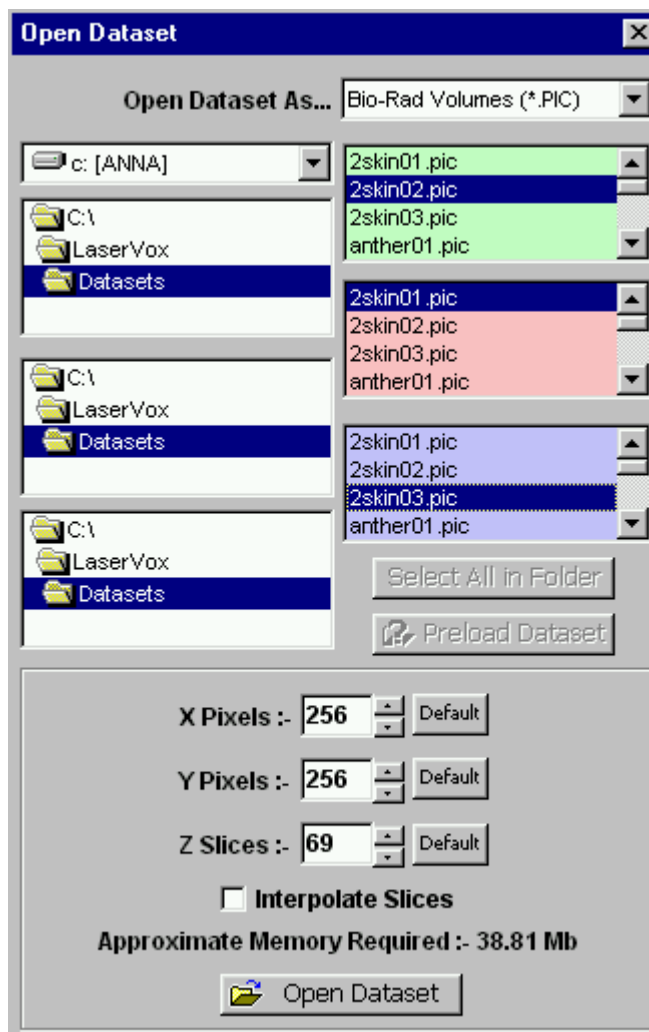 Open Dataset
Open Dataset As... Bio-Rad Volumes (*.PIC)
c: [ANNA]
C:\
LaserVox
Datasets
2skin01.pic
2skin02.pic
2skin03.pic
anther01.pic
C:\
LaserVox
Datasets
2skin01.pic
2skin02.pic
2skin03.pic
anther01.pic
C:\
LaserVox
Datasets
2skin01.pic
2skin02.pic
2skin03.pic
anther01.pic
Select All in Folder
Preload Dataset
X Pixels :- 256 Default
Y Pixels :- 256 Default
Z Slices :- 69 Default
Interpolate Slices
Approximate Memory Required :- 38.81 Mb
Open Dataset